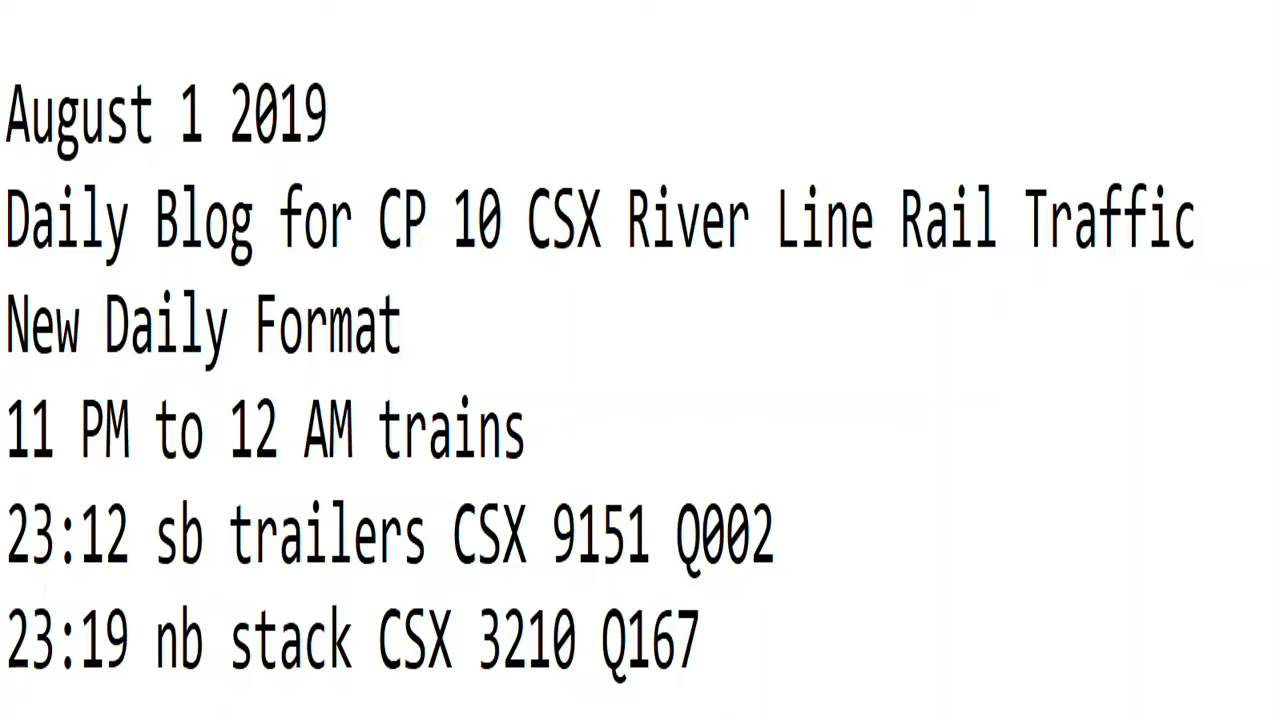 August 1 2019
Daily Blog for CP 10 CSX River Line Rail Traffic
New Daily Format
11 PM to 12 AM trains
23:12 sb trailers CSX 9151 Q002
23:19 nb stack CSX 3210 Q167